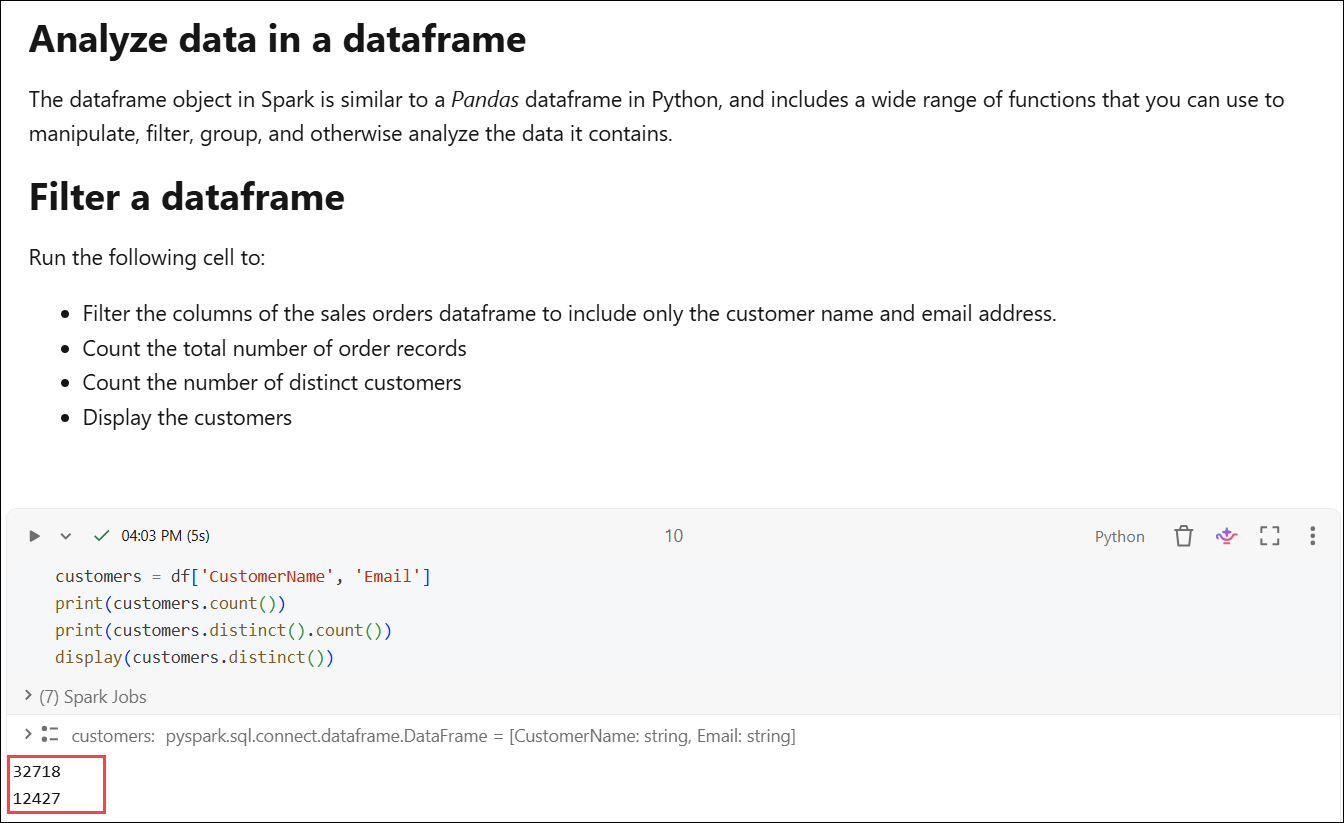 Analyze data in a dataframe
The dataframe object in Spark is similar to a Pandas dataframe in Python, and includes a wide range of functions that you can use to
manipulate, filter, group, and otherwise analyze the data it contains.
Filter a dataframe
Run the following cell to:
• Filter the columns of the sales orders dataframe to include only the customer name and email address.
• Count the total number of order records
• Count the number of distinct customers
• Display the customers
04:03 PM (5s) 10 Python
customers = df['CustomerName', 'Email']
print(customers.count())
print(customers.distinct().count())
display(customers.distinct())
(7) Spark Jobs
customers: pyspark.sql.connect.dataframe.DataFrame = [CustomerName: string, Email: string]
32718
12427